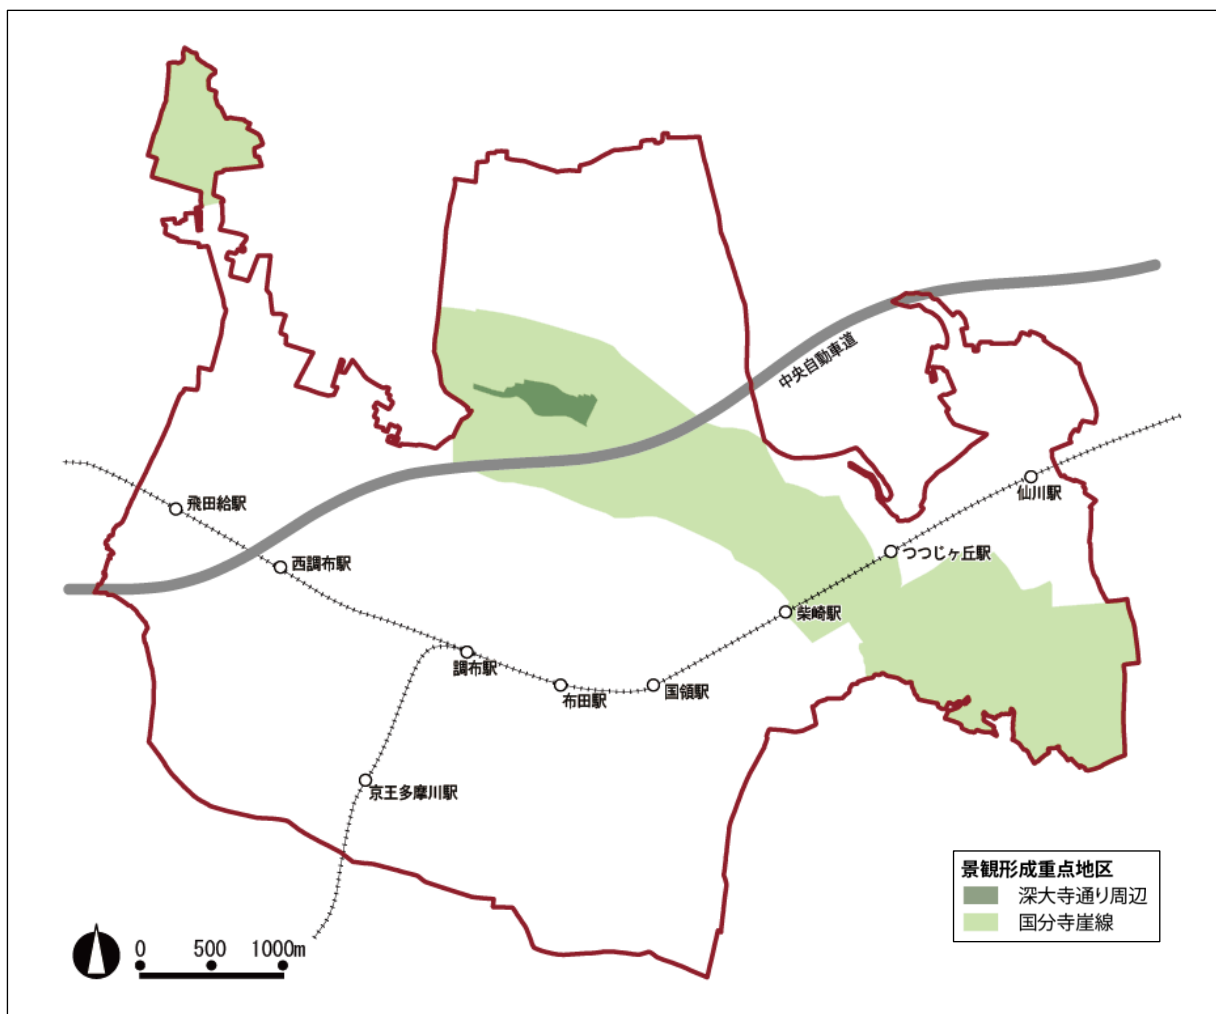 中央自動車道
飛田給駅
仙川駅
西調布駅
つつじヶ丘駅
柴崎駅
調布駅
布田駅
国領駅
京王多摩川駅
景観形成重点地区
深大寺通り周辺
国分寺崖線
0 500 1000m